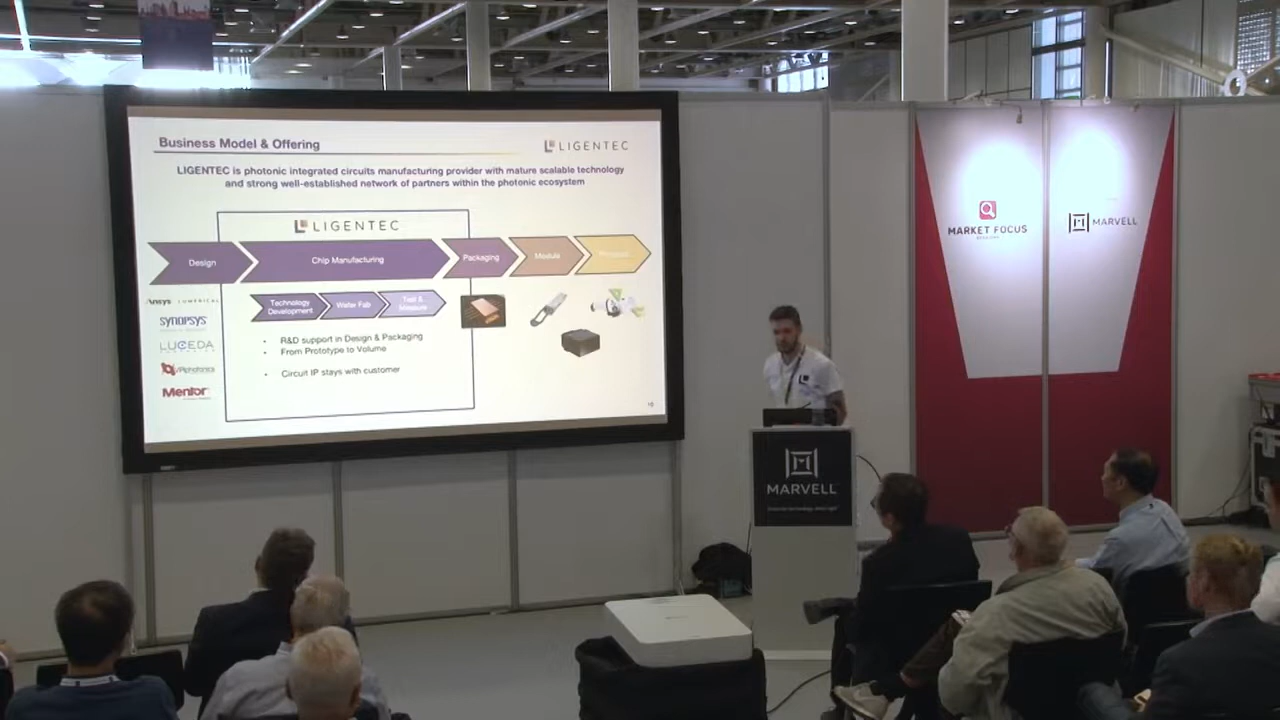 Business Model & Offering
LIGENTEC
LIGENTEC is photonic integrated circuits manufacturing provider with mature scalable technology
and strong well-established network of partners within the photonic ecosystem
LIGENTEC
Design
Chip Manufacturing
Packaging
Module
Technology
Development
Wafer Fab
Test &
Measure
Ansys LUMERICAL
SYNOPSYS
LUCEDA
VPIphotonics
Mentor
• R&D support in Design & Packaging
• From Prototype to Volume
• Circuit IP stays with customer
MARKET FOCUS
MARVELL
MARVELL